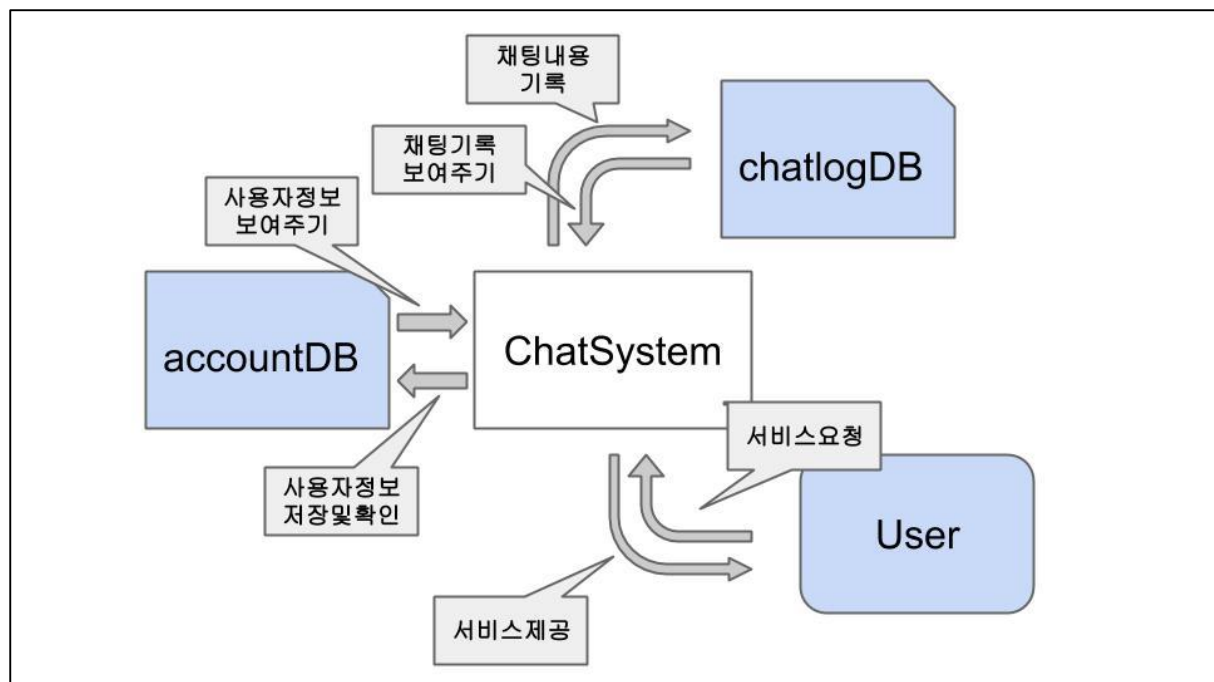 채팅내용
기록
chatlogDB
채팅기록
보여주기
사용자정보
보여주기
accountDB
ChatSystem
서비스요청
사용자정보
저장및확인
User
서비스제공